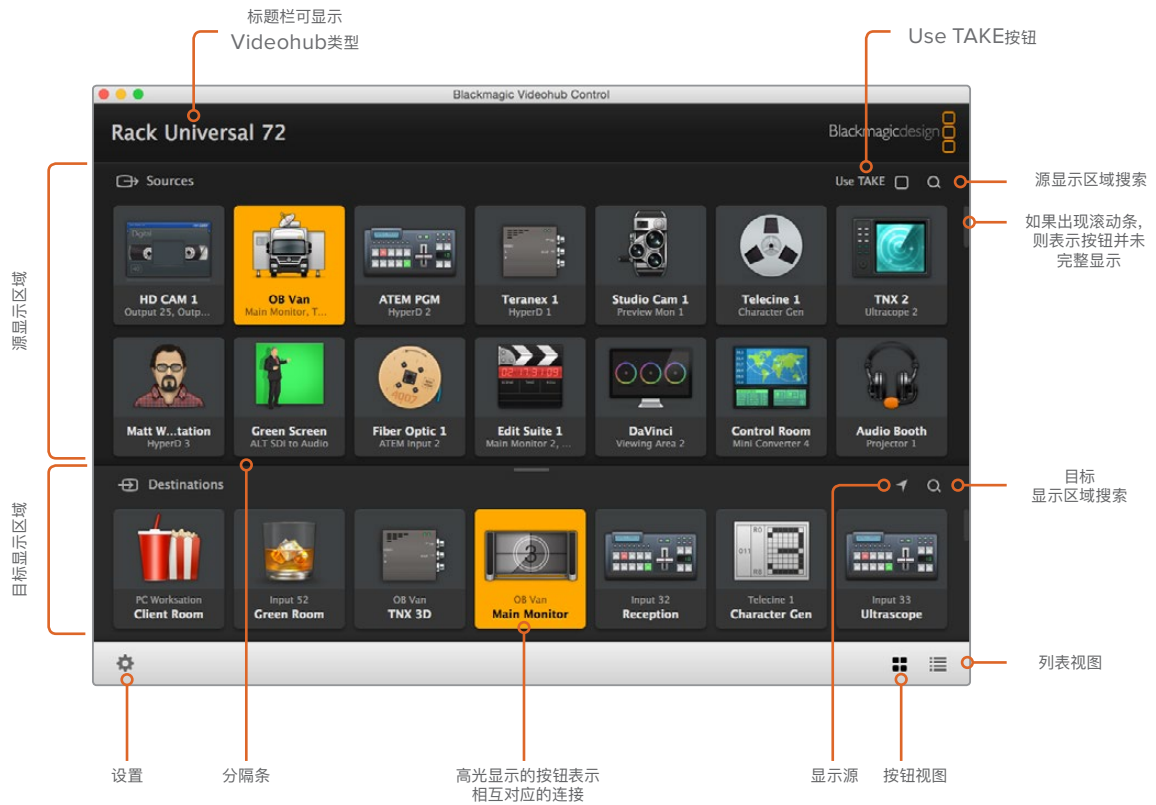 标题栏可显示
Videohub类型
Use TAKE按钮
Blackmagic Videohub Control
Rack Universal 72
Blackmagicdesign
源显示区域
Sources
Use TAKE
源显示区域搜索
如果出现滚动条,
则表示按钮并未
完整显示
HD CAM 1
Output 25, Outp...
OB Van
Main Monitor, T...
ATEM PGM
HyperD 2
Teranex 1
HyperD 1
Studio Cam 1
Preview Mon 1
Telecine 1
Character Gen
TNX 2
Ultrascope 2
Matt W...tation
HyperD 3
Green Screen
ALT SDI to Audio
Fiber Optic 1
ATEM Input 2
Edit Suite 1
Main Monitor 2, ...
DaVinci
Viewing Area 2
Control Room
Mini Converter 4
Audio Booth
Projector 1
目标显示区域
Destinations
目标
显示区域搜索
PC Worksation
Client Room
Input 52
Green Room
OB Van
TNX 3D
OB Van
Main Monitor
Input 32
Reception
Telecine 1
Character Gen
Input 33
Ultrascope
列表视图
设置
分隔条
高光显示的按钮表示
相互对应的连接
显示源
按钮视图